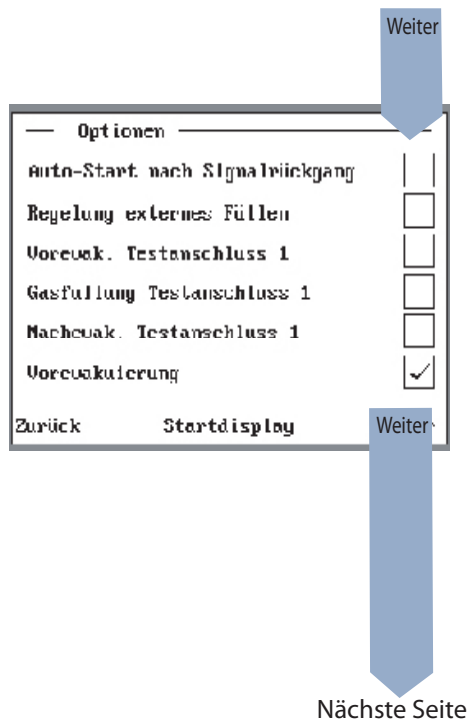 Weiter
Optionen
Auto-Start nach Signalrückgang
Regelung externes Füllen
Vorevak. Testanschluss 1
Gasfüllung Testanschluss 1
Nachevak. Testanschluss 1
Vorevakuierung
Zurück Startdisplay Weiter
Nächste Seite